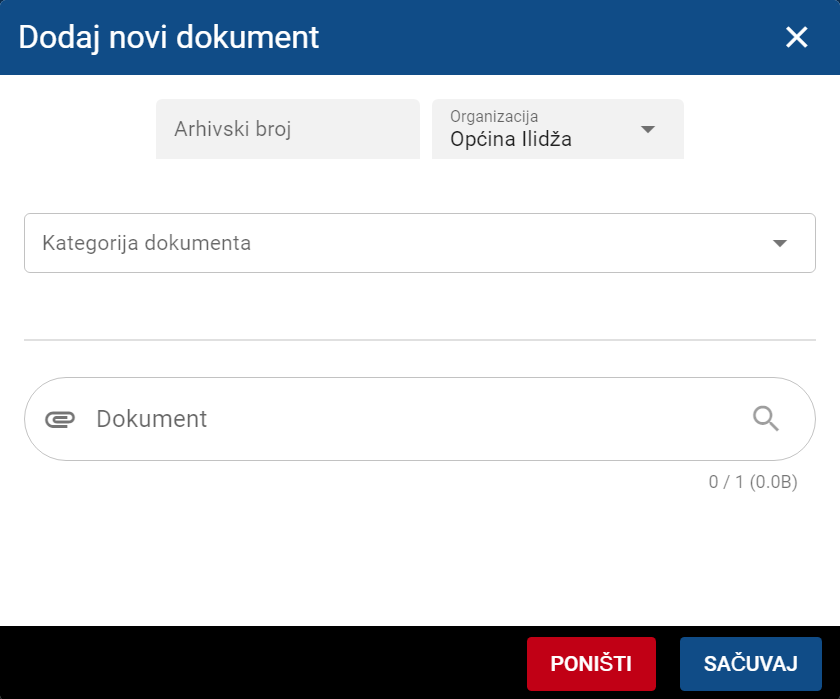 Dodaj novi dokument
Arhivski broj
Organizacija
Općina Ilidža
Kategorija dokumenta
Dokument
0 / 1 (0.0B)
PONIŠTI
SAČUVAJ